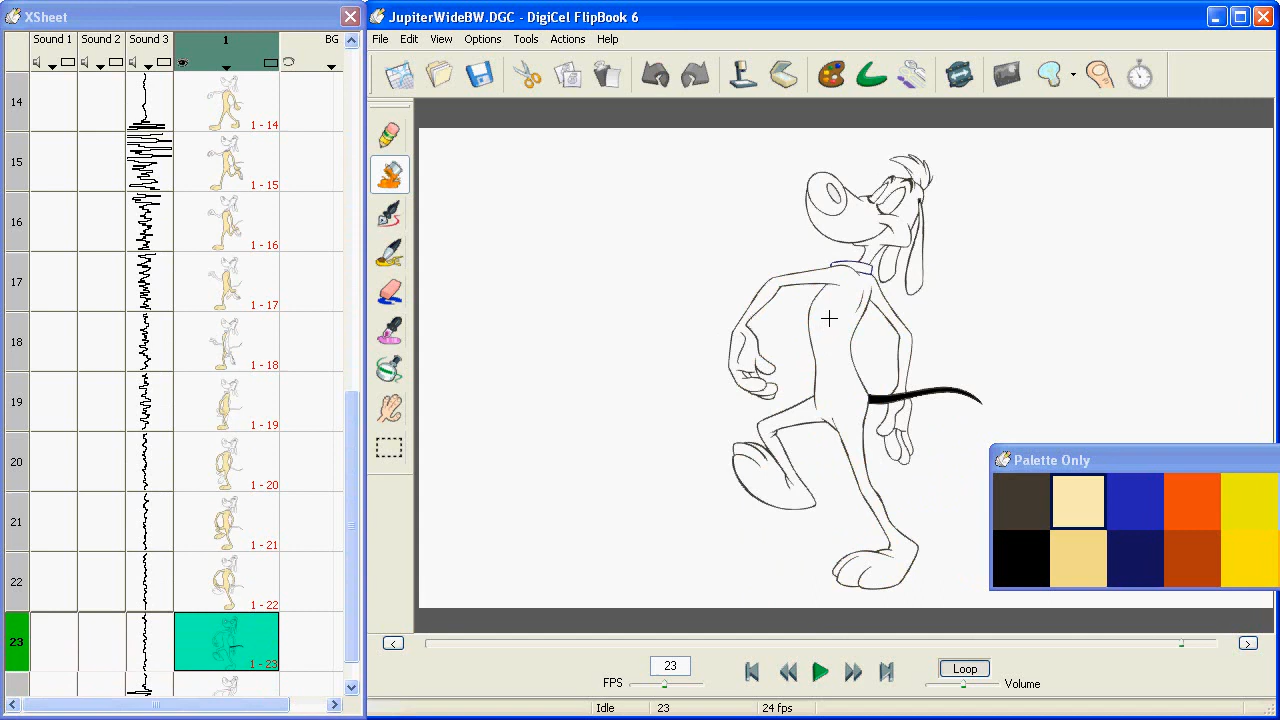 XSheet
JupiterWideBW.DGC - DigiCel FlipBook 6
Sound 1 Sound 2 Sound 3 1 BG
File Edit View Options Tools Actions Help
14 1 - 14
15 1 - 15
16 1 - 16
17 1 - 17
18 1 - 18
19 1 - 19
20 1 - 20
21 1 - 21
22 1 - 22
23 1 - 23
Palette Only
< >
23
FPS Loop Volume
Idle 23 24 fps